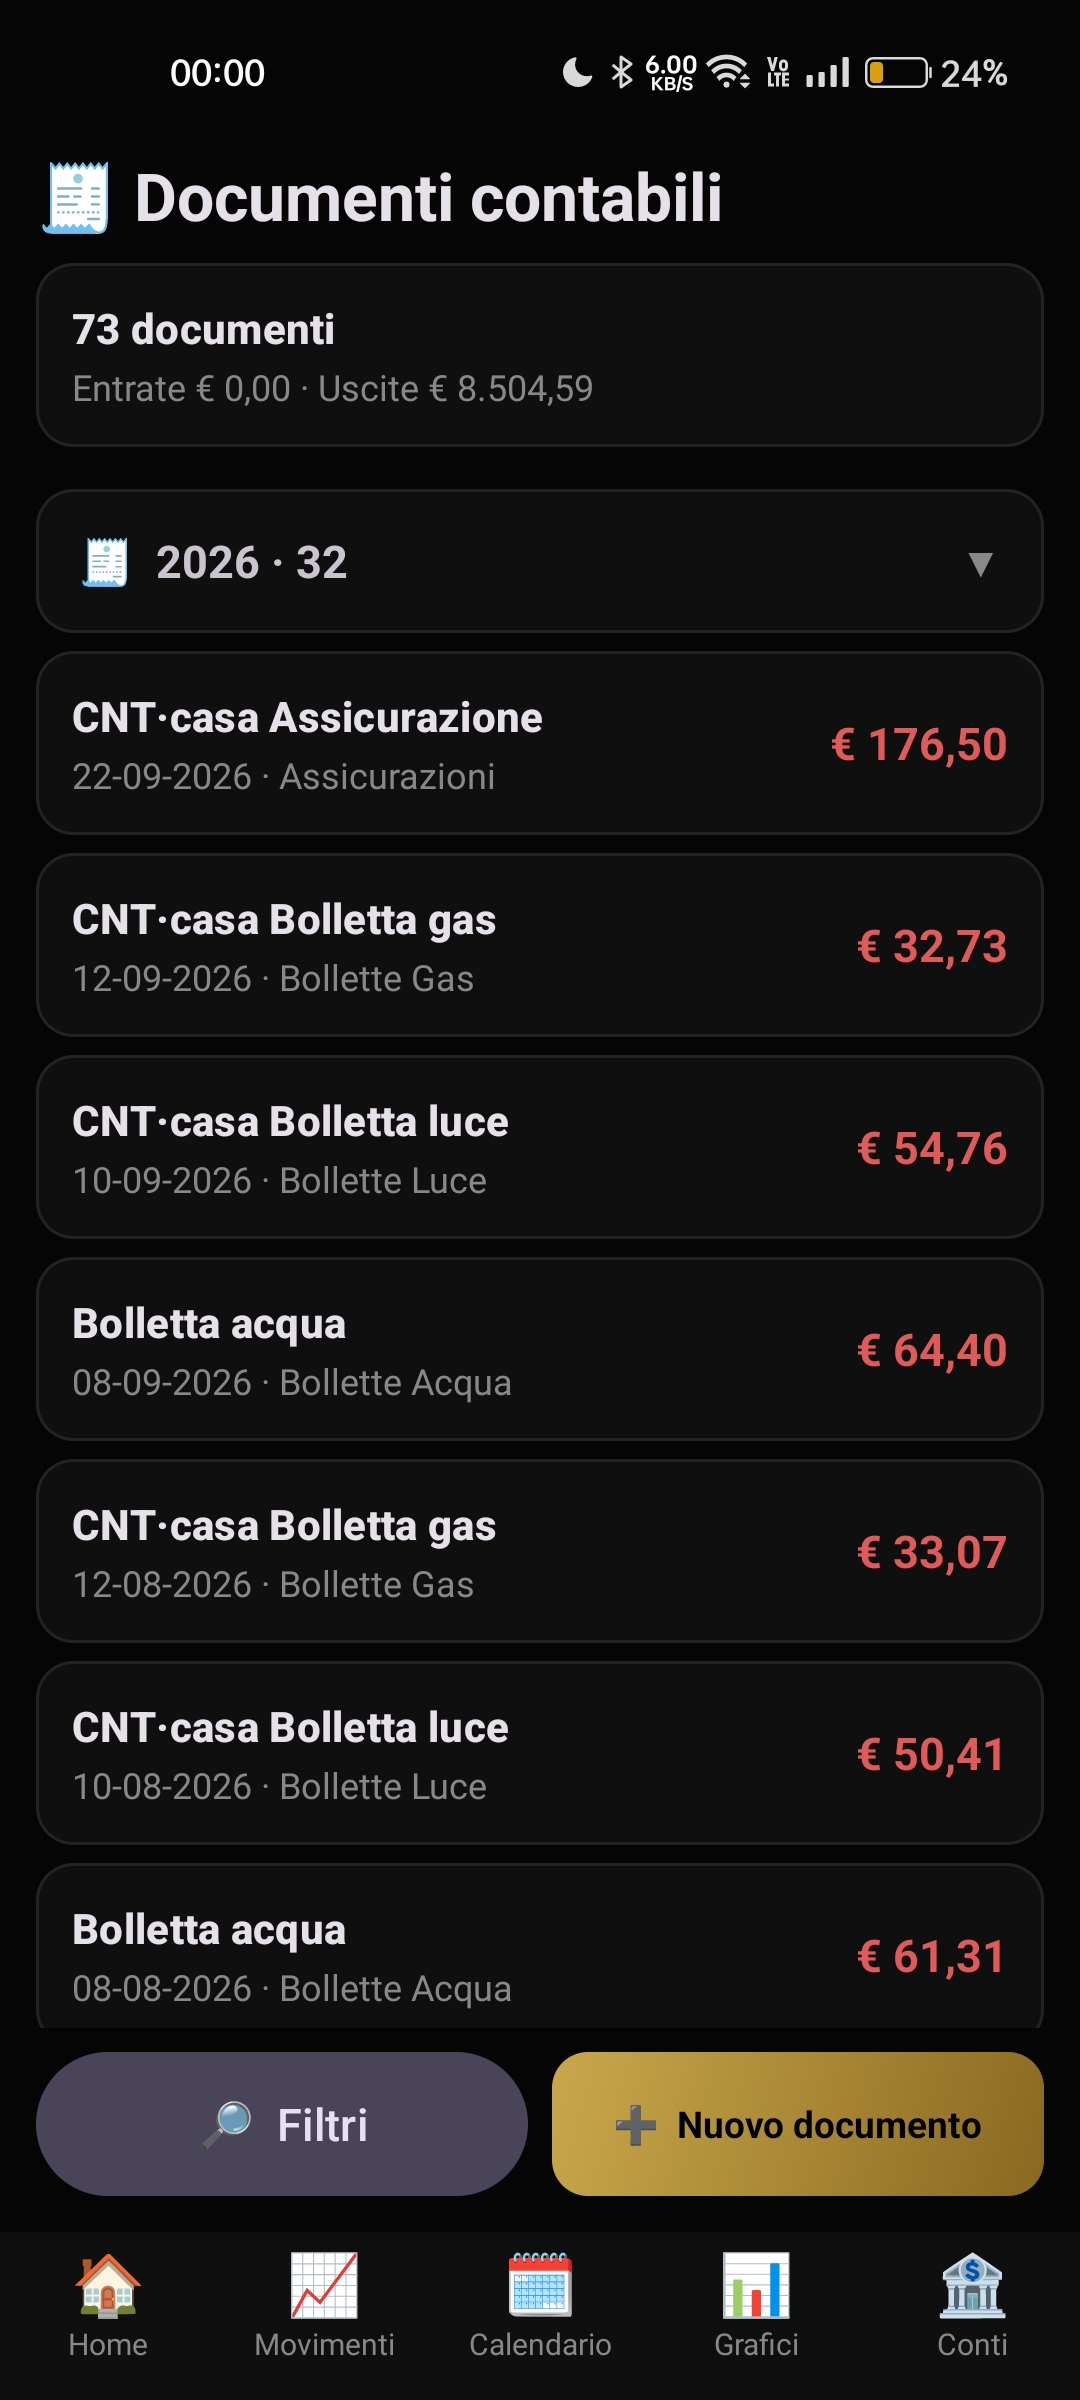 00:00
6.00 KB/S
Vo LTE
24%
Documenti contabili
73 documenti
Entrate € 0,00 · Uscite € 8.504,59
2026 · 32 ▼
CNT·casa Assicurazione
€ 176,50
22-09-2026 · Assicurazioni
CNT·casa Bolletta gas
€ 32,73
12-09-2026 · Bollette Gas
CNT·casa Bolletta luce
€ 54,76
10-09-2026 · Bollette Luce
Bolletta acqua
€ 64,40
08-09-2026 · Bollette Acqua
CNT·casa Bolletta gas
€ 33,07
12-08-2026 · Bollette Gas
CNT·casa Bolletta luce
€ 50,41
10-08-2026 · Bollette Luce
Bolletta acqua
€ 61,31
08-08-2026 · Bollette Acqua
Filtri
Nuovo documento
Home
Movimenti
Calendario
Grafici
Conti